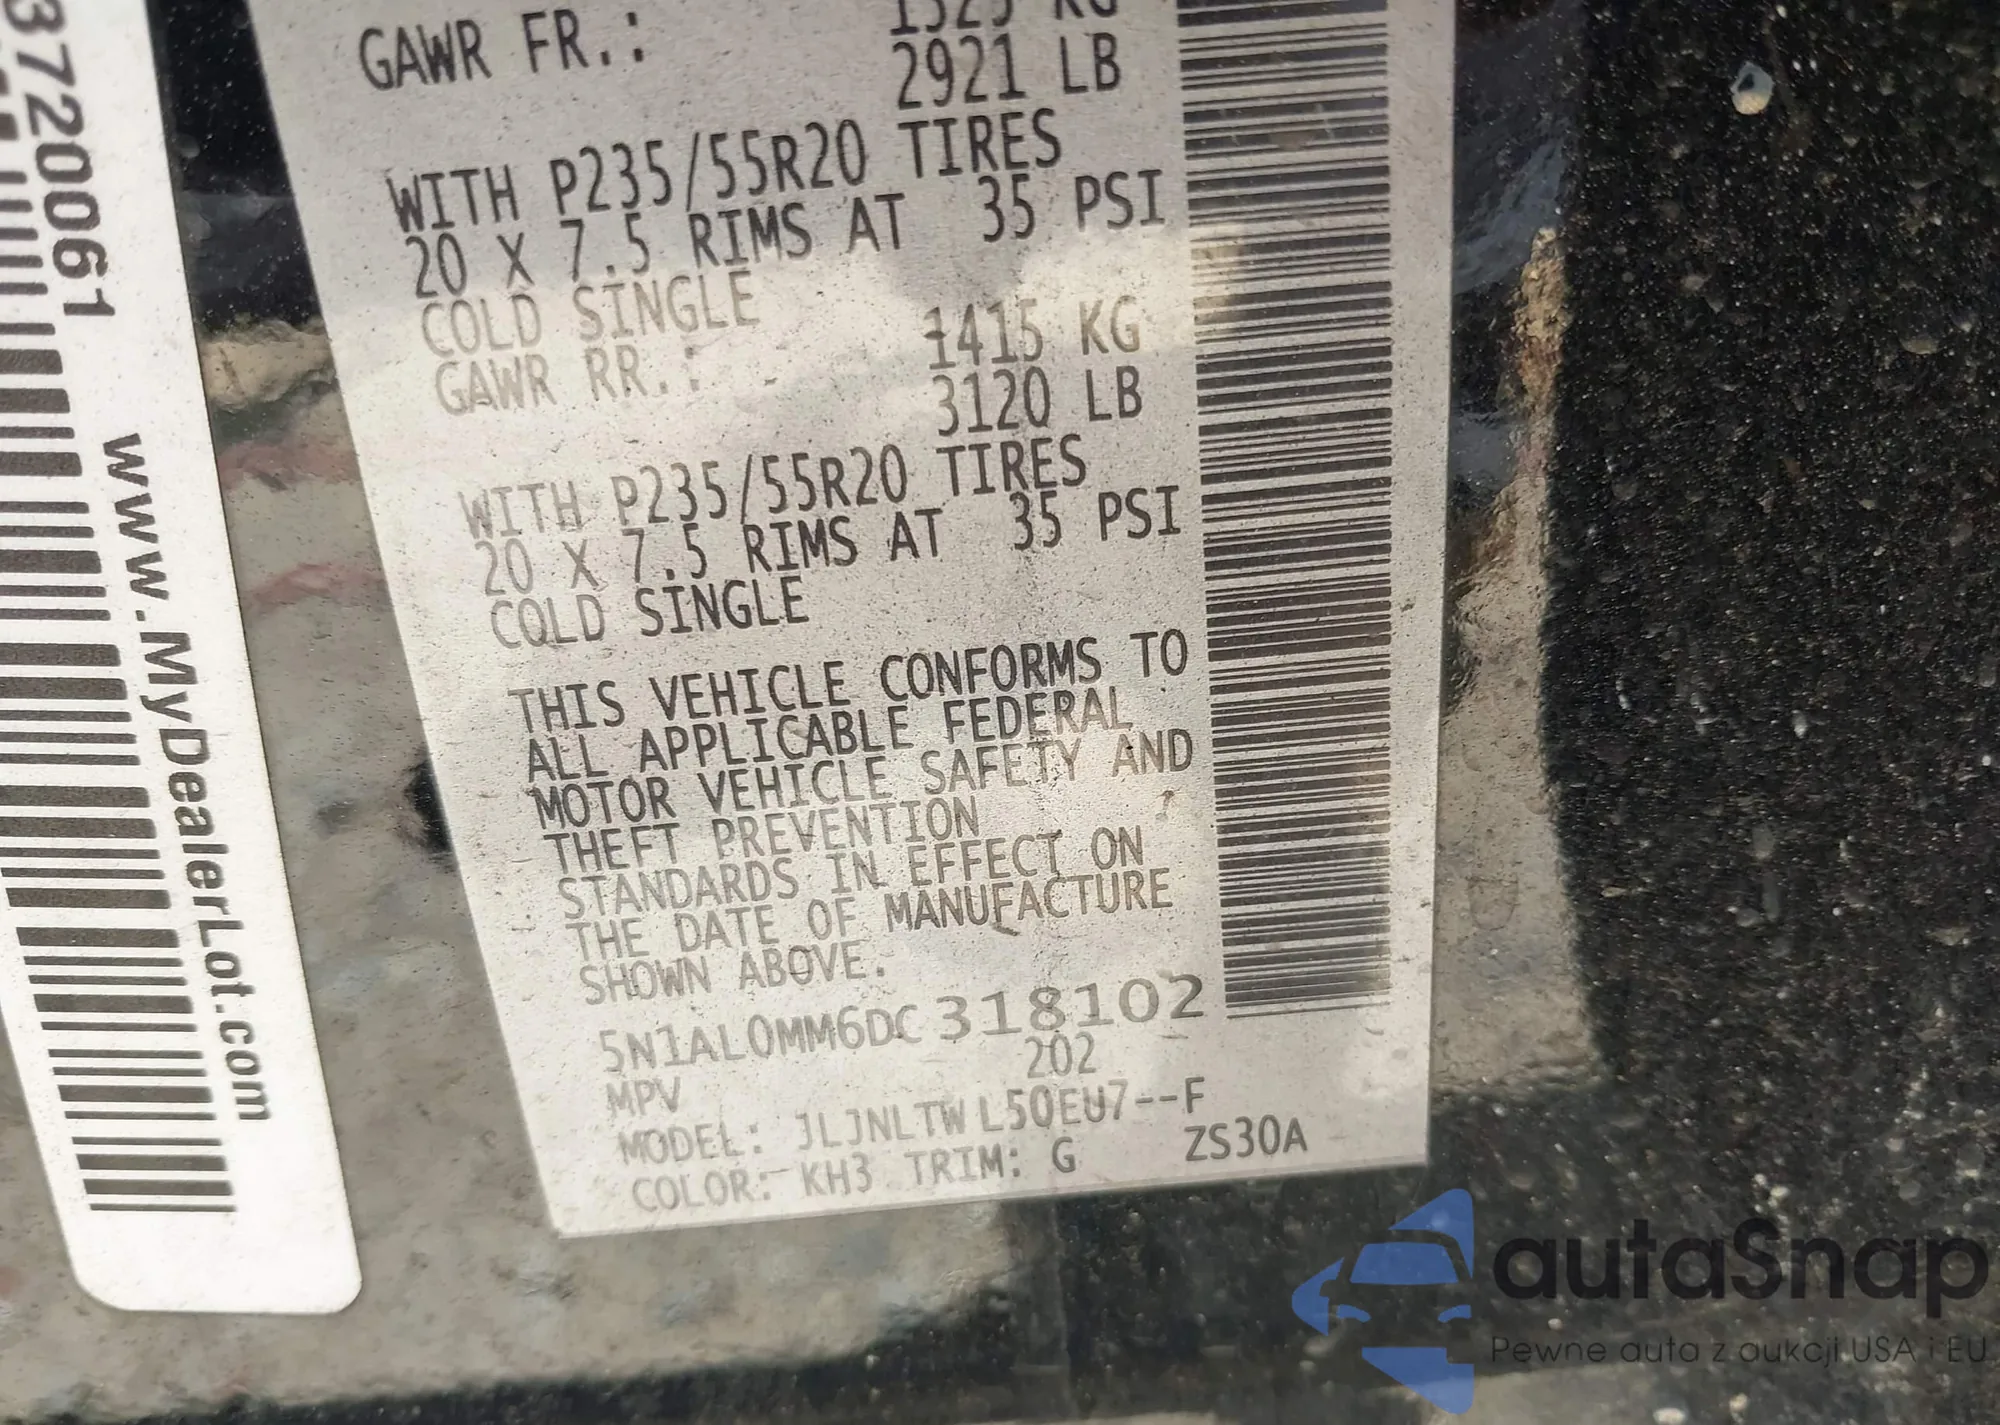 GAWR FR.: 1325 KG
2921 LB
WITH P235/55R20 TIRES
20 X 7.5 RIMS AT 35 PSI
COLD SINGLE
GAWR RR.: 1415 KG
3120 LB
WITH P235/55R20 TIRES
20 X 7.5 RIMS AT 35 PSI
COLD SINGLE
THIS VEHICLE CONFORMS TO
ALL APPLICABLE FEDERAL
MOTOR VEHICLE SAFETY AND
THEFT PREVENTION
STANDARDS IN EFFECT ON
THE DATE OF MANUFACTURE
SHOWN ABOVE.
5N1AL0MM6DC318102
MPV 202
MODEL: JLJNLTWL50EU7--F
COLOR: KH3 TRIM: G ZS30A
3720061
www.MyDealerLot.com
autaSnap
Pewne auta z aukcji USA i EU